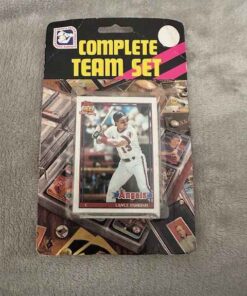 COMPLETE
TEAM SET
Angels
LANCE PARRISH